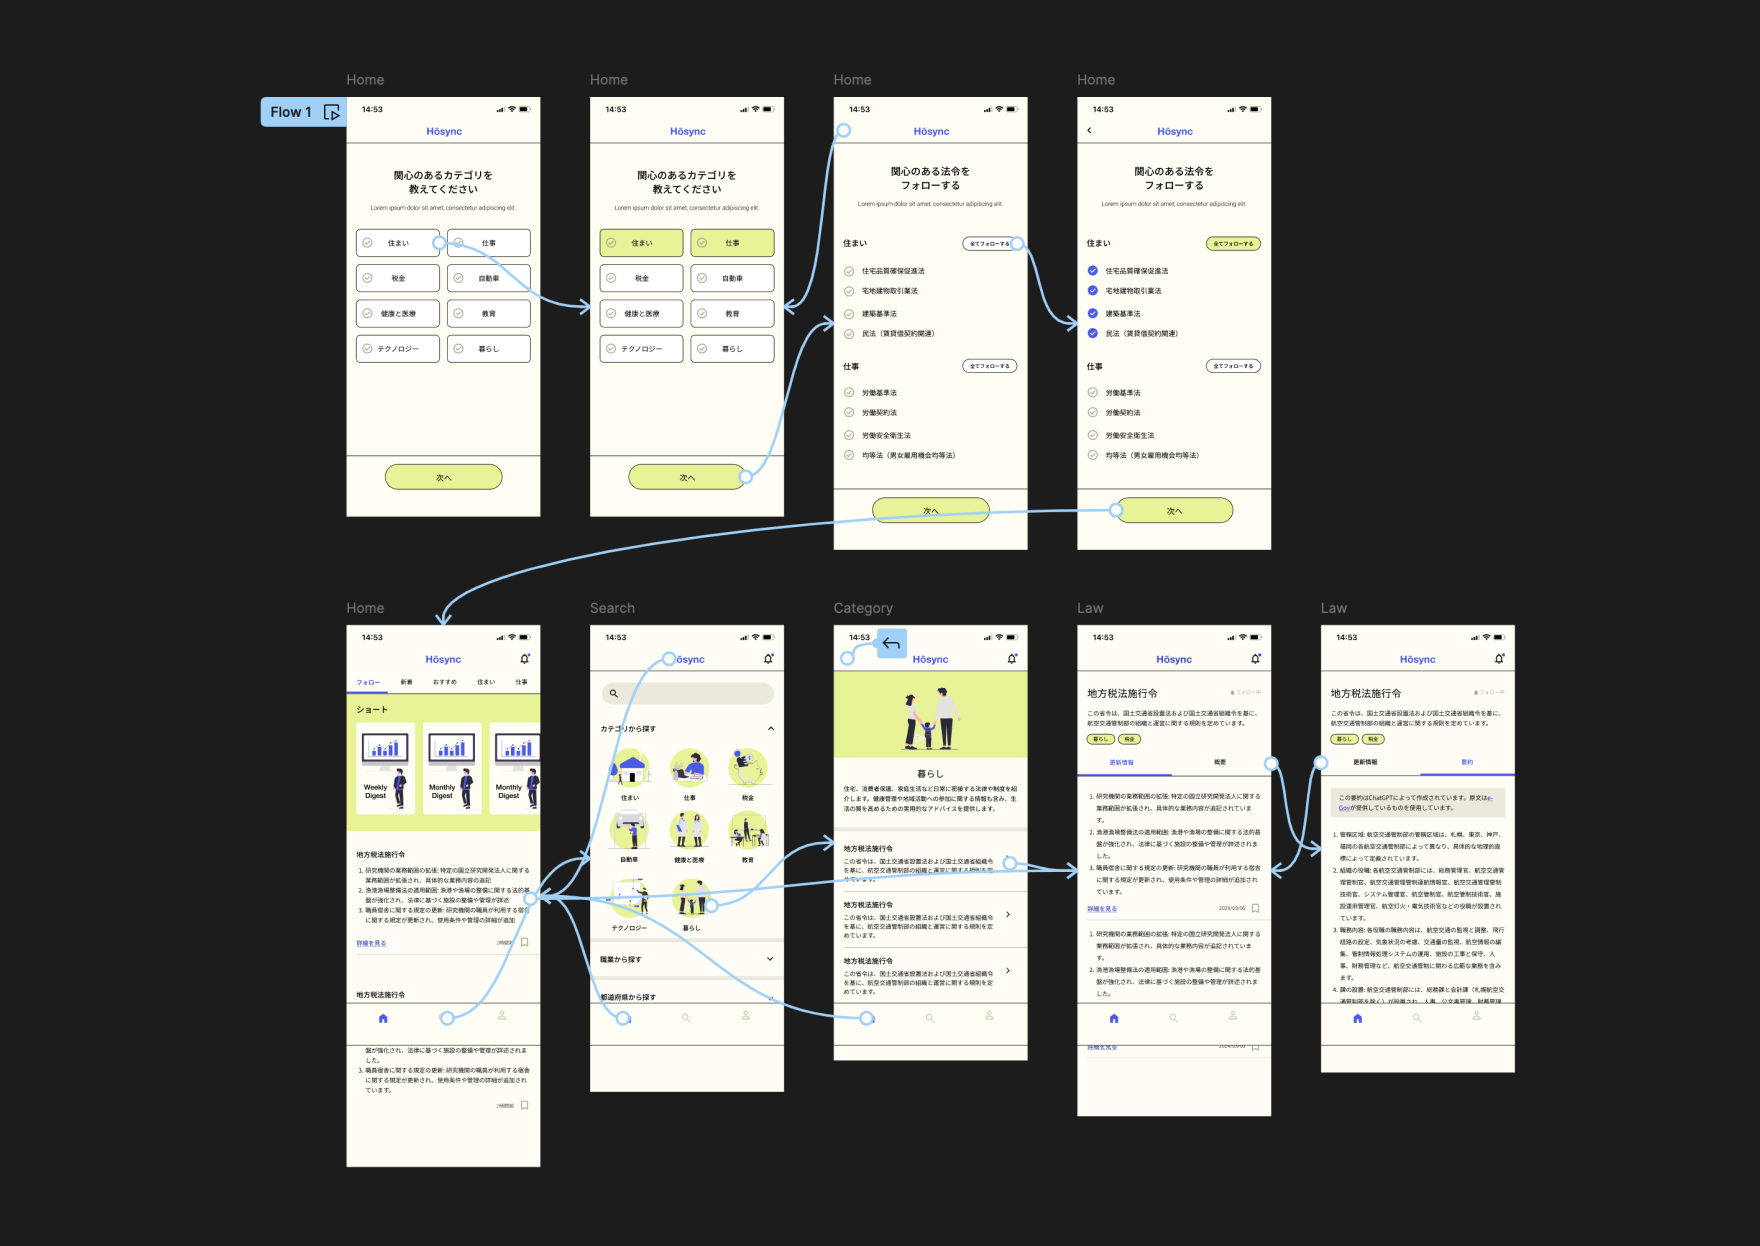 Flow 1
Home
14:53
Hōsync
関心のあるカテゴリを
教えてください
Lorem ipsum dolor sit amet, consectetur adipiscing elit.
住まい
仕事
税金
自動車
健康と医療
教育
テクノロジー
暮らし
次へ
Home
14:53
Hōsync
関心のあるカテゴリを
教えてください
Lorem ipsum dolor sit amet, consectetur adipiscing elit.
住まい
仕事
税金
自動車
健康と医療
教育
テクノロジー
暮らし
次へ
Home
14:53
Hōsync
関心のある法令を
フォローする
Lorem ipsum dolor sit amet, consectetur adipiscing elit.
住まい
全てフォローする
住宅品質確保促進法
宅地建物取引業法
建築基準法
民法（賃貸借契約関連）
仕事
全てフォローする
労働基準法
労働契約法
労働安全衛生法
均等法（男女雇用機会均等法）
次へ
Home
14:53
Hōsync
関心のある法令を
フォローする
Lorem ipsum dolor sit amet, consectetur adipiscing elit.
住まい
全てフォローする
住宅品質確保促進法
宅地建物取引業法
建築基準法
民法（賃貸借契約関連）
仕事
全てフォローする
労働基準法
労働契約法
労働安全衛生法
均等法（男女雇用機会均等法）
次へ
Home
14:53
Hōsync
フォロー
新着
おすすめ
住まい
仕事
ショート
Weekly
Digest
Monthly
Digest
Monthly
Digest
地方税法施行令
1. 研究機関の業務範囲の拡張: 特定の国立研究開発法人に関する
業務範囲が拡張され、具体的な業務内容の追記
2. 漁港漁場整備法の適用範囲: 漁港や漁場の整備に関する法的基
盤が強化され、法律に基づく施設の整備や管理が詳述
3. 職員宿舎に関する規定の更新: 研究機関の職員が利用する宿舎
に関する規定が更新され、使用条件や管理の詳細が追加
詳細を見る
地方税法施行令
盤が強化され、法律に基づく施設の整備や管理が詳述されま
した。
3. 職員宿舎に関する規定の更新: 研究機関の職員が利用する宿舎
に関する規定が更新され、使用条件や管理の詳細が追加され
ています。
Search
14:53
ōsync
カテゴリから探す
住まい
仕事
税金
自動車
健康と医療
教育
テクノロジー
暮らし
職業から探す
都道府県から探す
Category
14:53
Hōsync
暮らし
住宅、消費者保護、家庭生活など日常に密接する法律や制度を紹
介します。健康管理や地域活動への参加に関する情報も含み、生
活の質を高めるための実用的なアドバイスを提供します。
地方税法施行令
この省令は、国土交通省設置法および国土交通省組織令
を基に、航空交通管制部の組織と運営に関する規則を定
めています。
地方税法施行令
この省令は、国土交通省設置法および国土交通省組織令
を基に、航空交通管制部の組織と運営に関する規則を定
めています。
地方税法施行令
この省令は、国土交通省設置法および国土交通省組織令
を基に、航空交通管制部の組織と運営に関する規則を定
めています。
Law
14:53
Hōsync
地方税法施行令
フォロー中
この省令は、国土交通省設置法および国土交通省組織令を基に、
航空交通管制部の組織と運営に関する規則を定めています。
暮らし
税金
更新情報
概要
1. 研究機関の業務範囲の拡張: 特定の国立研究開発法人に関する
業務範囲が拡張され、具体的な業務内容が追記されていま
す。
2. 漁港漁場整備法の適用範囲: 漁港や漁場の整備に関する法的基
盤が強化され、法律に基づく施設の整備や管理が詳述されま
した。
3. 職員宿舎に関する規定の更新: 研究機関の職員が利用する宿舎
に関する規定が更新され、使用条件や管理の詳細が追加され
ています。
詳細を見る
2024/03/06
1. 研究機関の業務範囲の拡張: 特定の国立研究開発法人に関する
業務範囲が拡張され、具体的な業務内容が追記されていま
す。
2. 漁港漁場整備法の適用範囲: 漁港や漁場の整備に関する法的基
盤が強化され、法律に基づく施設の整備や管理が詳述されま
した。
詳細を見る
Law
14:53
Hōsync
地方税法施行令
フォロー中
この省令は、国土交通省設置法および国土交通省組織令を基に、
航空交通管制部の組織と運営に関する規則を定めています。
暮らし
税金
更新情報
要約
この要約はChatGPTによって作成されています。原文はe-
Govが提供しているものを使用しています。
1. 管轄区域: 航空交通管制部の管轄区域は、札幌、東京、神戸、
福岡の各航空交通管制部によって異なり、具体的な地理的座
標によって定義されています。
2. 組織の役職: 各航空交通管制部には、総務管理官、航空交通管
理管制官、航空交通管理管制運航情報官、航空交通管理管制
技術官、システム管理官、航空管制官、航空管制技術官、施
設運用管理官、航空灯火・電気技術官などの役職が設置され
ています。
3. 職務内容: 各役職の職務内容は、航空交通の監視と調整、飛行
経路の設定、気象状況の考慮、交通量の監視、航空情報の編
集、管制情報処理システムの運用、施設の工事と保守、人
事、財務管理など、航空交通管制に関わる広範な業務を含み
ます。
4. 課の設置: 航空交通管制部には、総務課と会計課（札幌航空交